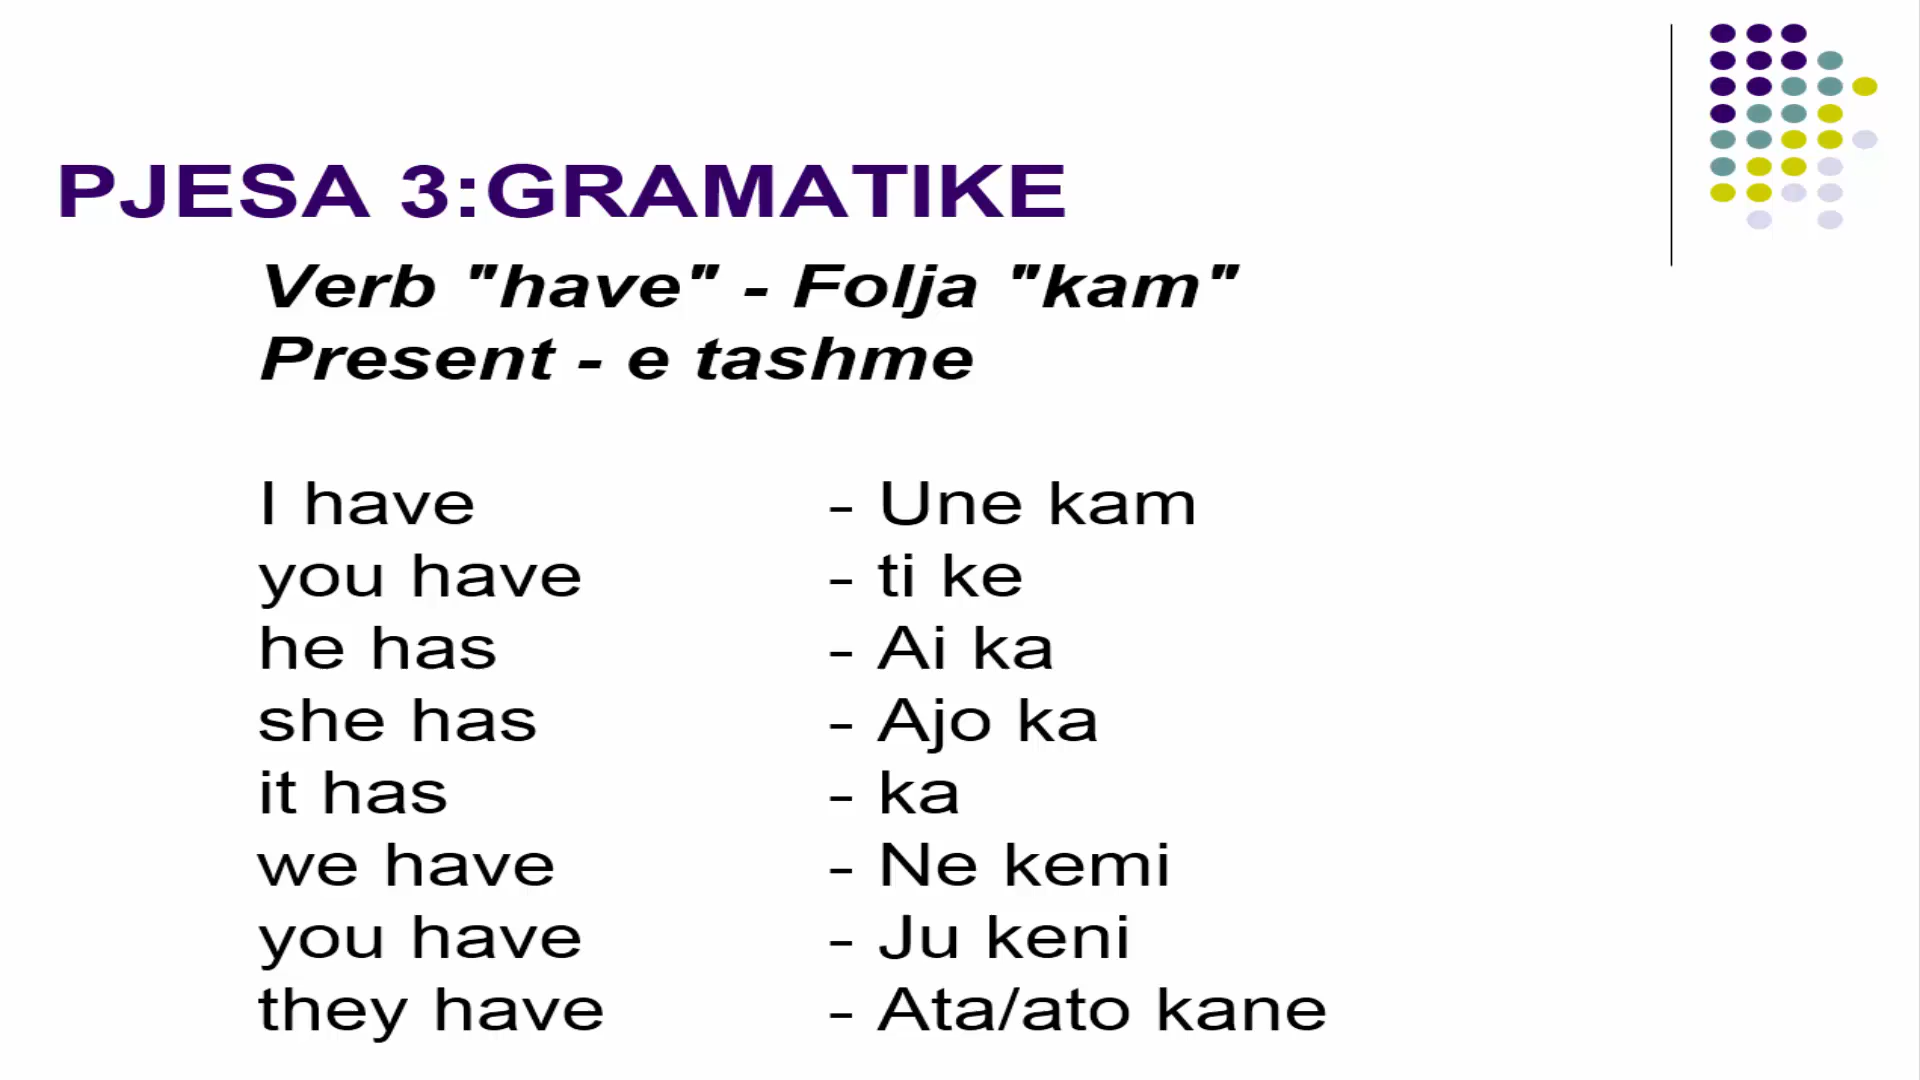 PJESA 3:GRAMATIKE
Verb "have" - Folja "kam"
Present - e tashme
I have - Une kam
you have - ti ke
he has - Ai ka
she has - Ajo ka
it has - ka
we have - Ne kemi
you have - Ju keni
they have - Ata/ato kane